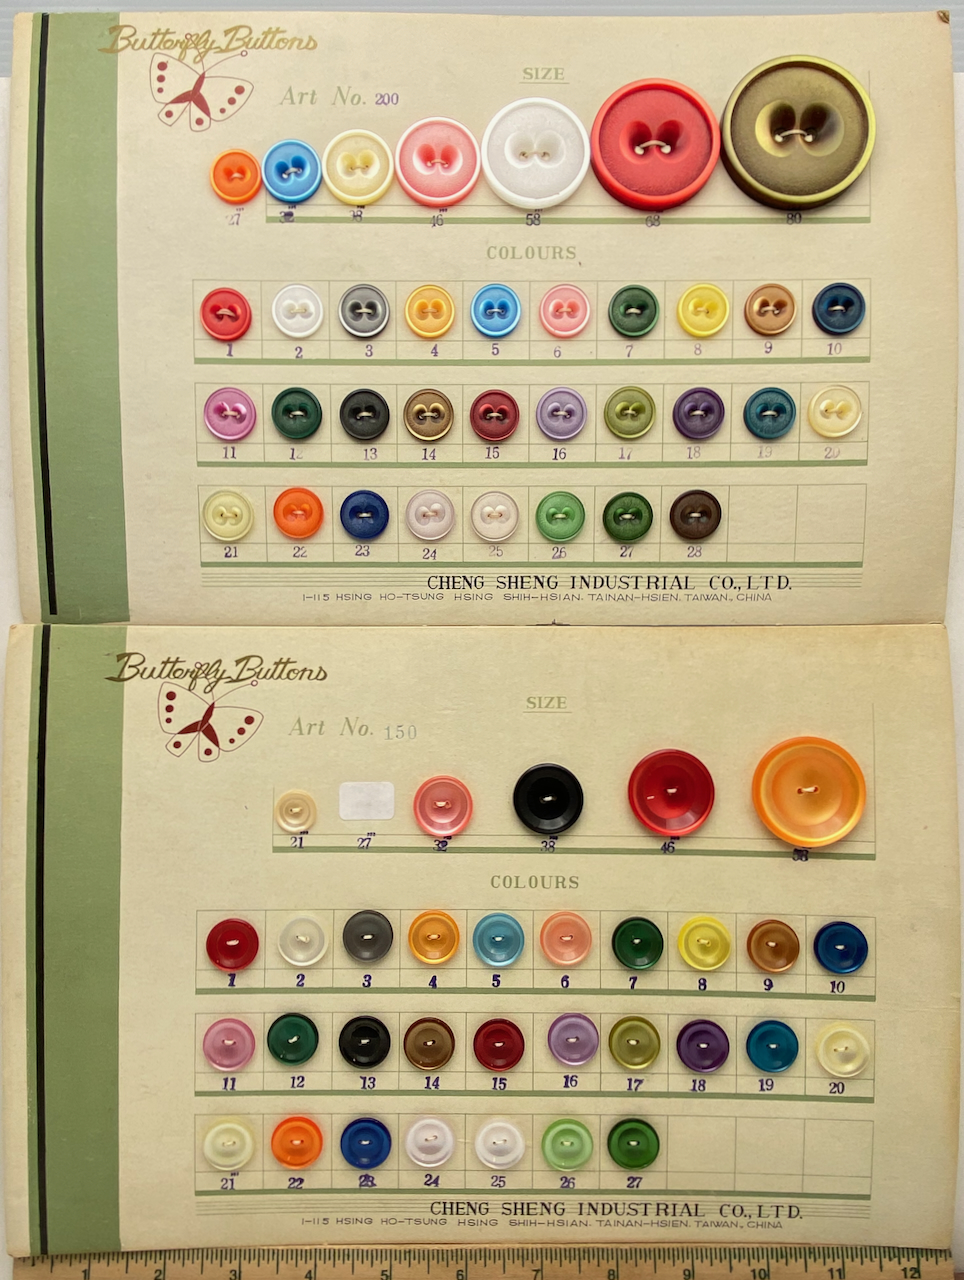 Butterfly Buttons
SIZE
Art No. 200
27 32 38 46 58 68 80
COLOURS
1 2 3 4 5 6 7 8 9 10
11 12 13 14 15 16 17 18 19 20
21 22 23 24 25 26 27 28
CHENG SHENG INDUSTRIAL CO., LTD.
1-115 HSING HO-TSUNG HSING SHIH-HSIAN. TAINAN-HSIEN. TAIWAN., CHINA
Butterfly Buttons
SIZE
Art No. 150
21''' 27''' 32''' 38''' 46''' 58'''
COLOURS
1 2 3 4 5 6 7 8 9 10
11 12 13 14 15 16 17 18 19 20
21 22 23 24 25 26 27
CHENG SHENG INDUSTRIAL CO., LTD.
1-115 HSING HO-TSUNG HSING SHIH-HSIAN. TAINAN-HSIEN. TAIWAN., CHINA
1 2 3 4 5 6 7 8 9 10 11 12